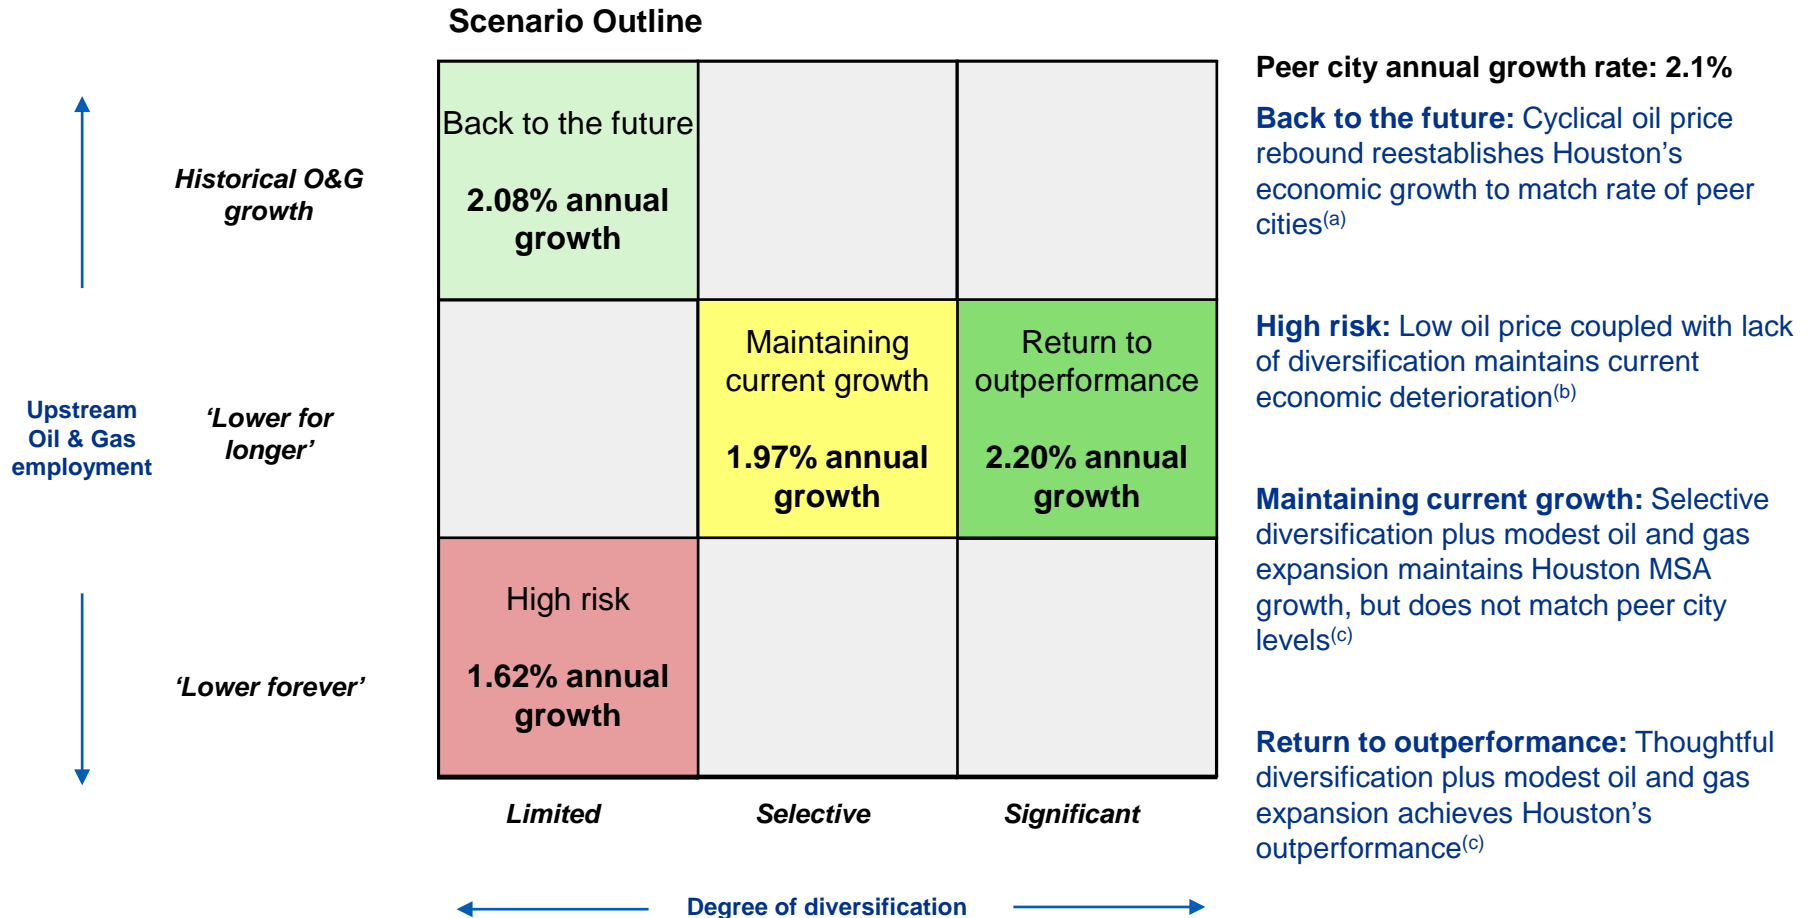 Scenario Outline
Peer city annual growth rate: 2.1%
Back to the future
2.08% annual
growth
Historical O&G
growth
Back to the future: Cyclical oil price
rebound reestablishes Houston's
economic growth to match rate of peer
cities(a)
High risk: Low oil price coupled with lack
of diversification maintains current
economic deterioration(b)
Upstream
Oil & Gas
employment
‘Lower for
longer’
Maintaining
current growth
1.97% annual
growth
Return to
outperformance
2.20% annual
growth
Maintaining current growth: Selective
diversification plus modest oil and gas
expansion maintains Houston MSA
growth, but does not match peer city
levels(c)
‘Lower forever’
High risk
1.62% annual
growth
Return to outperformance: Thoughtful
diversification plus modest oil and gas
expansion achieves Houston’s
outperformance(c)
Limited
Selective
Significant
Degree of diversification